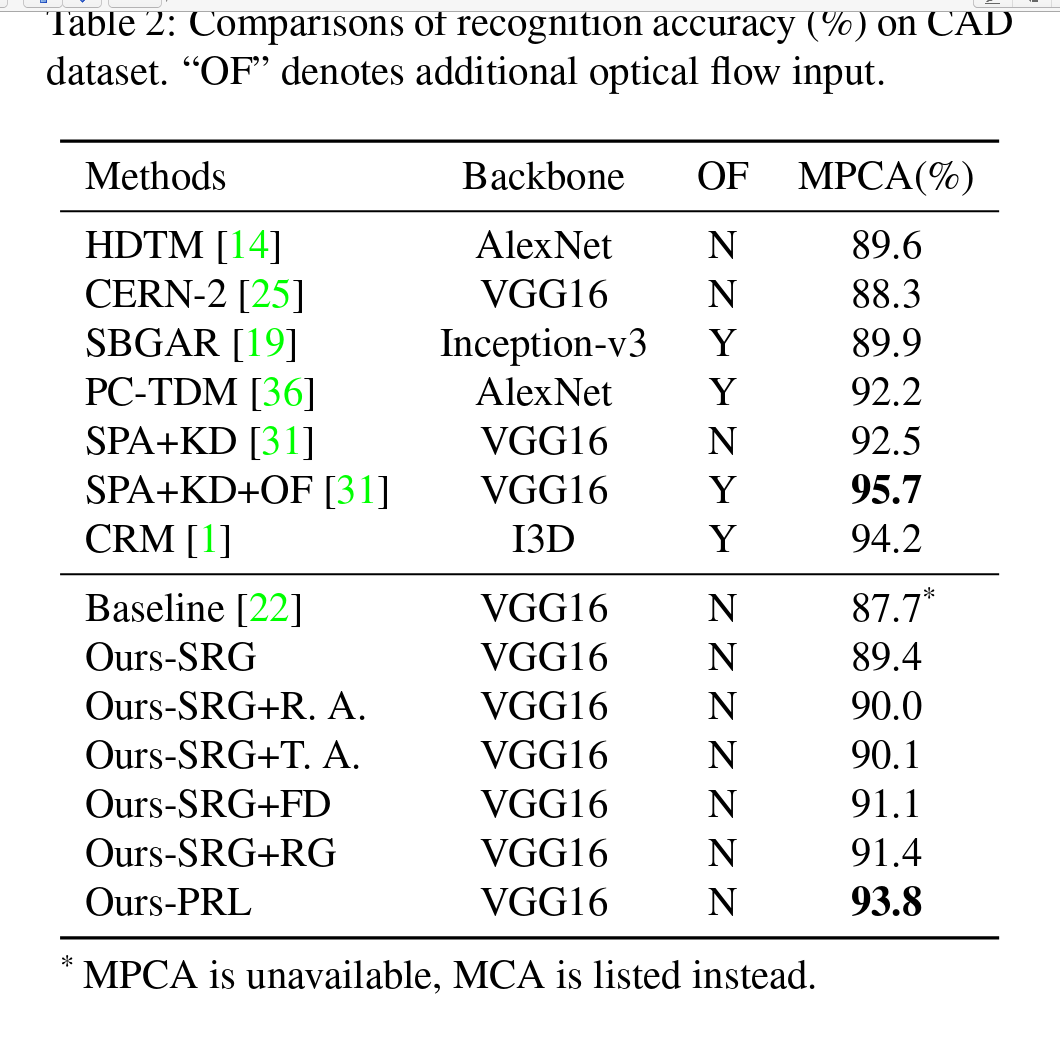 Table 2: Comparisons of recognition accuracy (%) on CAD
dataset. “OF” denotes additional optical flow input.
Methods Backbone OF MPCA(%)
HDTM [14] AlexNet N 89.6
CERN-2 [25] VGG16 N 88.3
SBGAR [19] Inception-v3 Y 89.9
PC-TDM [36] AlexNet Y 92.2
SPA+KD [31] VGG16 N 92.5
SPA+KD+OF [31] VGG16 Y 95.7
CRM [1] I3D Y 94.2
Baseline [22] VGG16 N 87.7*
Ours-SRG VGG16 N 89.4
Ours-SRG+R. A. VGG16 N 90.0
Ours-SRG+T. A. VGG16 N 90.1
Ours-SRG+FD VGG16 N 91.1
Ours-SRG+RG VGG16 N 91.4
Ours-PRL VGG16 N 93.8
* MPCA is unavailable, MCA is listed instead.